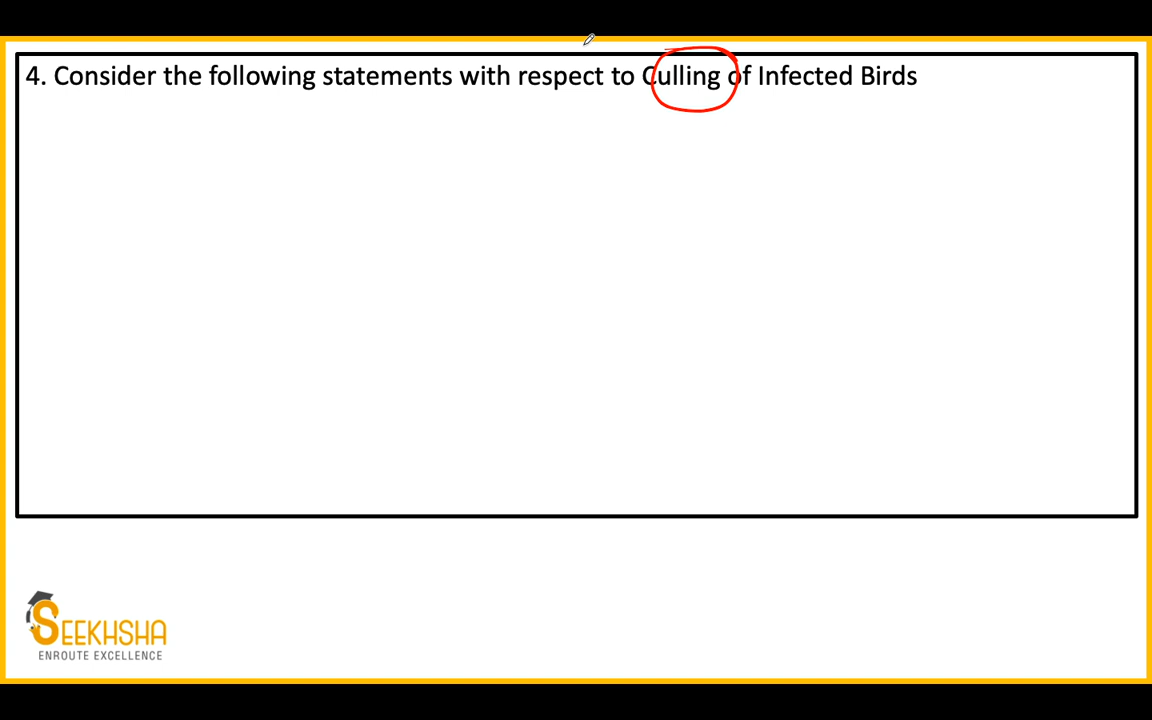 4. Consider the following statements with respect to Culling of Infected Birds
SEEKHSHA
ENROUTE EXCELLENCE